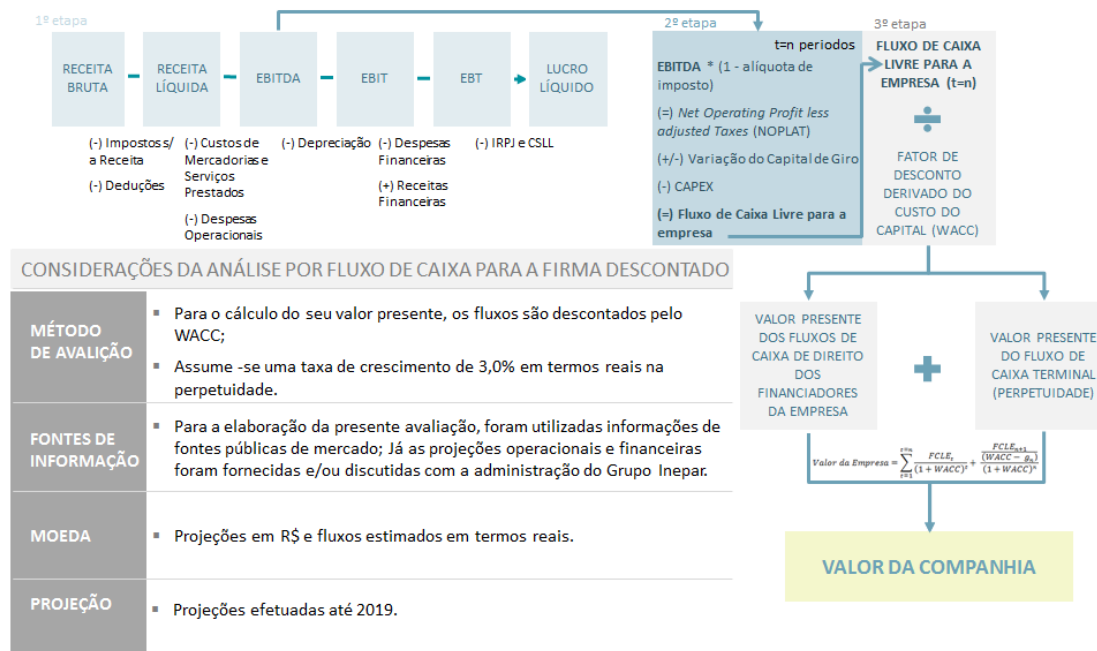 1ª etapa
RECEITA
BRUTA
RECEITA
LÍQUIDA
EBITDA
EBIT
EBT
LUCRO
LÍQUIDO
(-) Impostos s/
a Receita
(-) Deduções
(-) Custos de
Mercadorias e
Serviços
Prestados
(-) Despesas
Operacionais
(-) Depreciação
(-) Despesas
Financeiras
(+) Receitas
Financeiras
(-) IRPJ e CSLL
2ª etapa
t=n periodos
EBITDA * (1 - alíquota de
imposto)
(=) Net Operating Profit less
adjusted Taxes (NOPLAT)
(+/-) Variação do Capital de Giro
(-) CAPEX
(=) Fluxo de Caixa Livre para a
empresa
3ª etapa
FLUXO DE CAIXA
LIVRE PARA A
EMPRESA (t=n)
÷
FATOR DE
DESCONTO
DERIVADO DO
CUSTO DO
CAPITAL (WACC)
CONSIDERAÇÕES DA ANÁLISE POR FLUXO DE CAIXA PARA A FIRMA DESCONTADO
MÉTODO
DE AVALIÇÃO
▪ Para o cálculo do seu valor presente, os fluxos são descontados pelo
WACC;
▪ Assume -se uma taxa de crescimento de 3,0% em termos reais na
perpetuidade.
FONTES DE
INFORMAÇÃO
▪ Para a elaboração da presente avaliação, foram utilizadas informações de
fontes públicas de mercado; Já as projeções operacionais e financeiras
foram fornecidas e/ou discutidas com a administração do Grupo Inepar.
MOEDA
▪ Projeções em R$ e fluxos estimados em termos reais.
PROJEÇÃO
▪ Projeções efetuadas até 2019.
VALOR PRESENTE
DOS FLUXOS DE
CAIXA DE DIREITO
DOS
FINANCIADORES
DA EMPRESA
+
VALOR PRESENTE
DO FLUXO DE
CAIXA TERMINAL
(PERPETUIDADE)
Valor da Empresa =
VALOR DA COMPANHIA